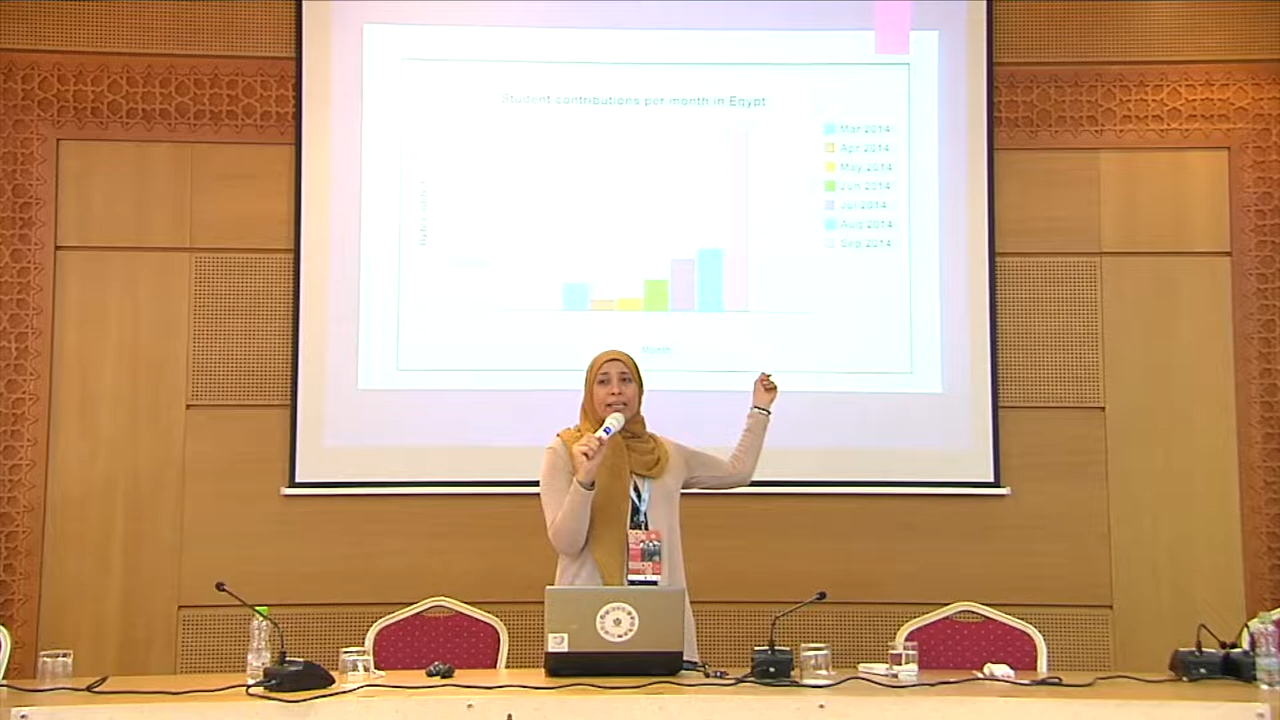 Student contributions per month in Egypt
Mar 2014
Apr 2014
May 2014
Jun 2014
Jul 2014
Aug 2014
Sep 2014
Month